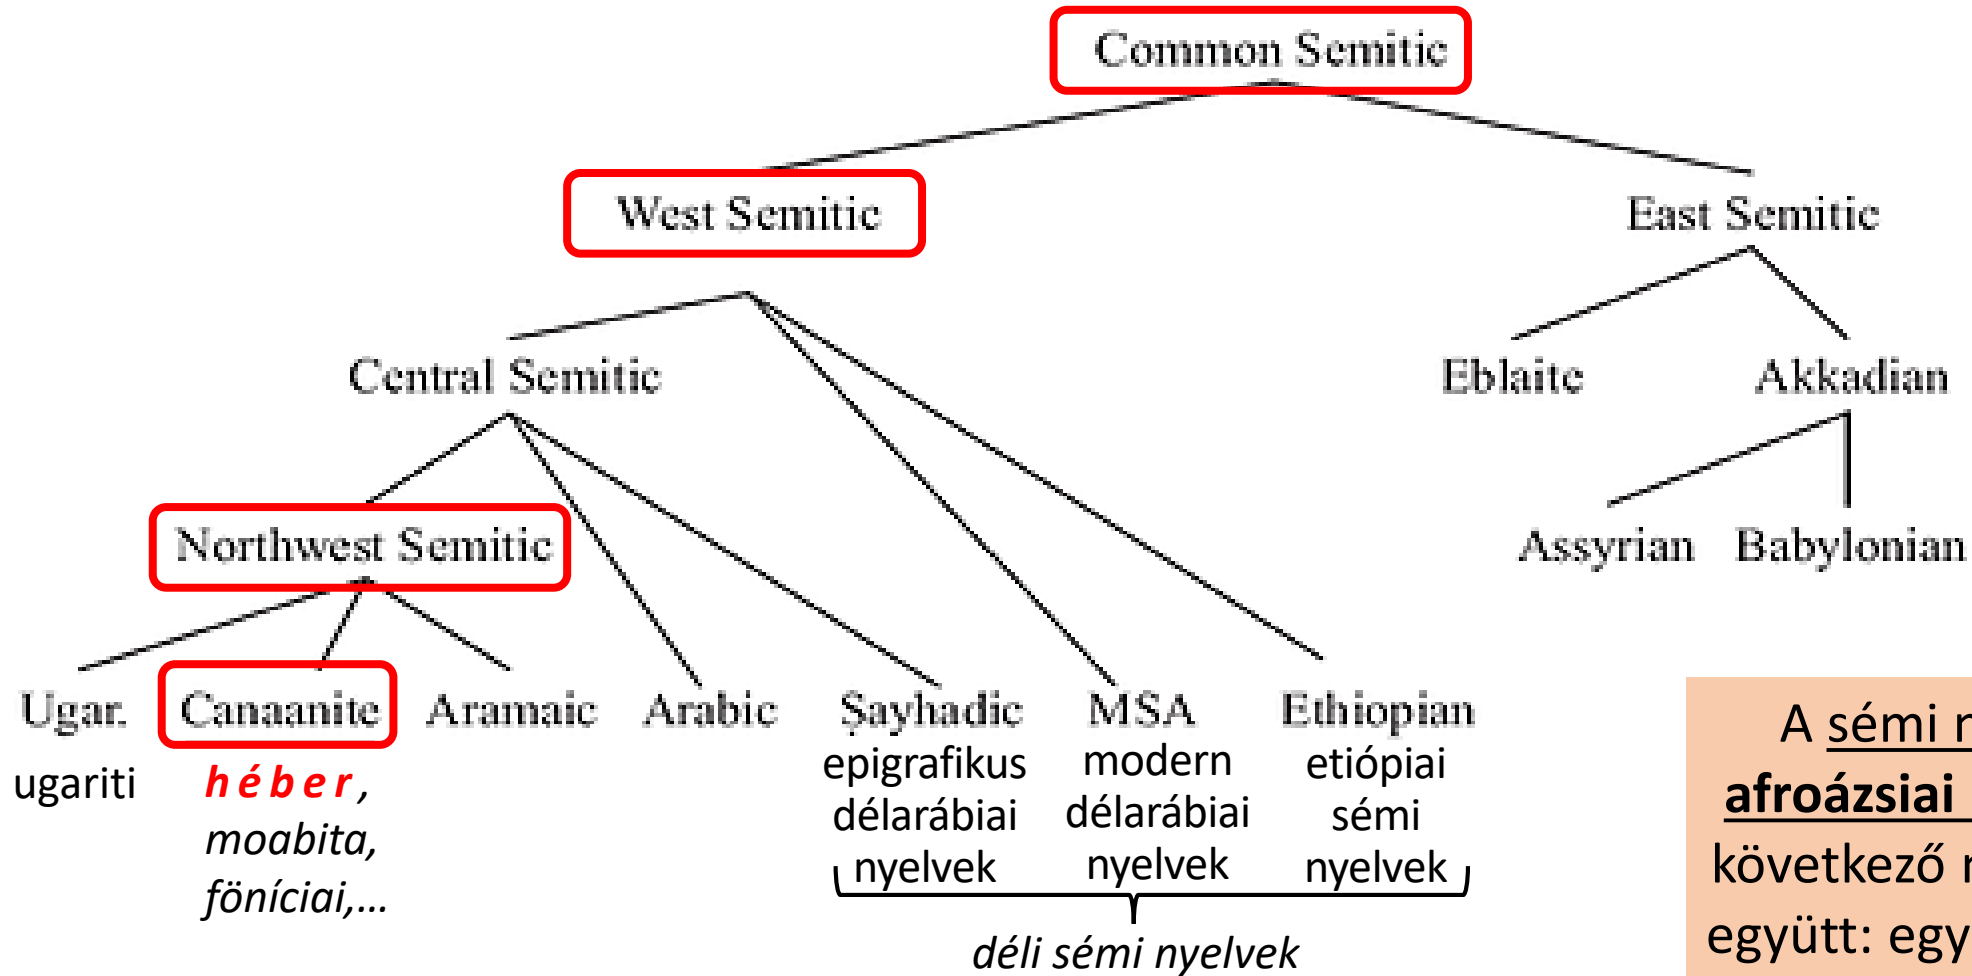 Common Semitic
West Semitic
East Semitic
Central Semitic
Eblaite
Akkadian
Northwest Semitic
Assyrian
Babylonian
Ugar.
Canaanite
Aramaic
Arabic
Ṣayhadic
MSA
Ethiopian
ugariti
héber,
moabita,
föníciai,...
epigrafikus
délarábiai
nyelvek
modern
délarábiai
nyelvek
etiópiai
sémi
nyelvek
déli sémi nyelvek
A sémi
afroázsiai
következő
együtt: